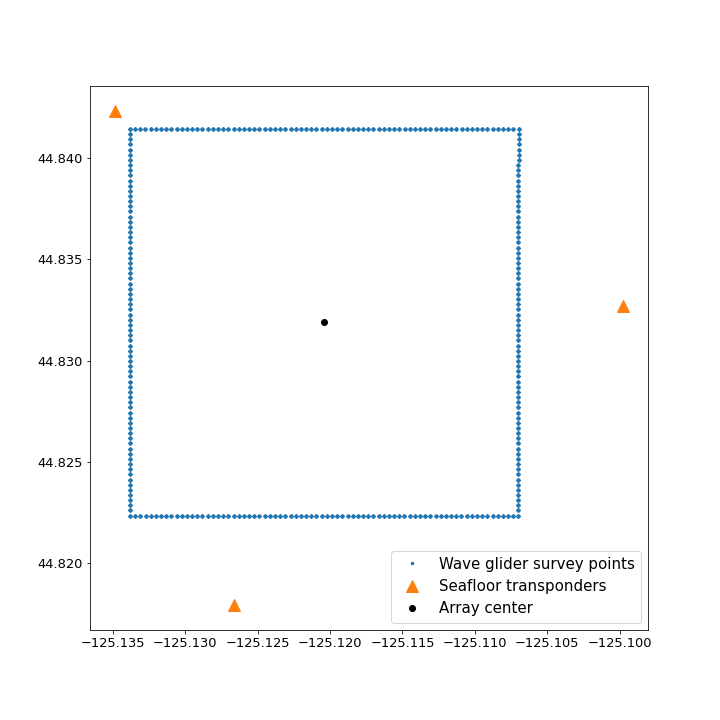 44.840
44.835
44.830
44.825
44.820
Wave glider survey points
Seafloor transponders
Array center
−125.135 −125.130 −125.125 −125.120 −125.115 −125.110 −125.105 −125.100